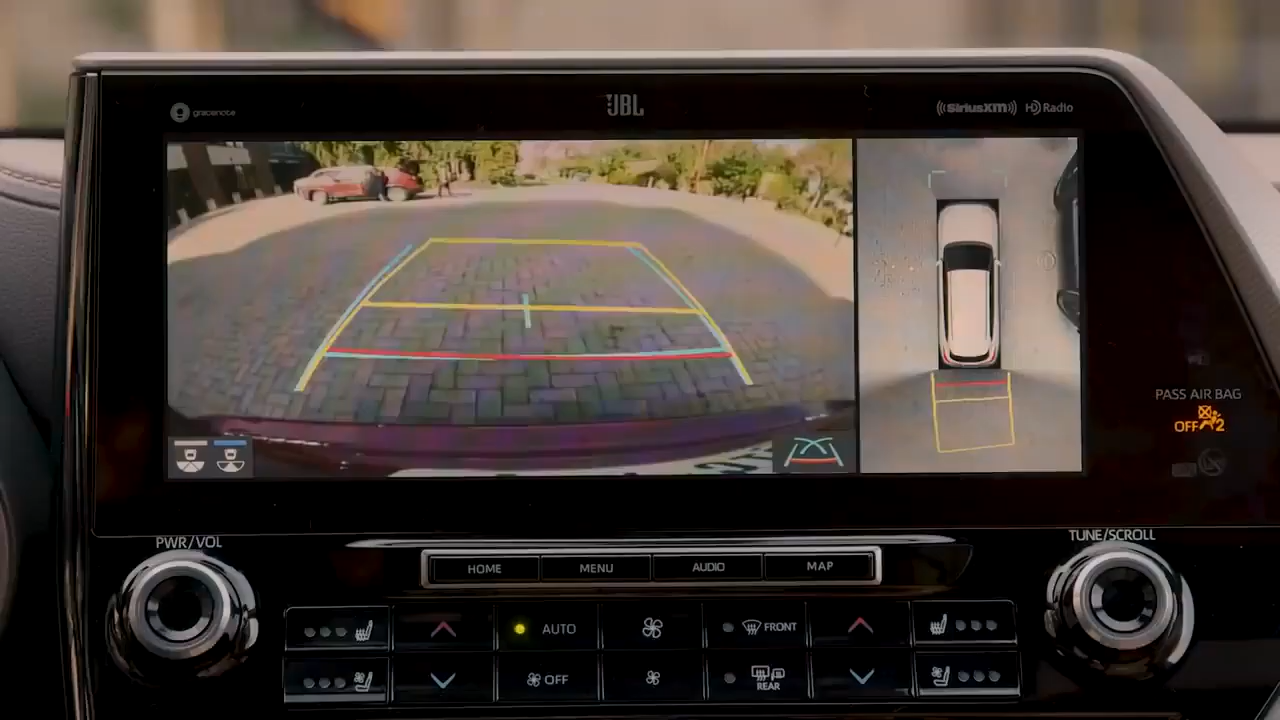 gracenote
JBL
SiriusXM
HD Radio
PASS AIR BAG
OFF 2
PWR/VOL
TUNE/SCROLL
HOME
MENU
AUDIO
MAP
AUTO
FRONT
OFF
REAR